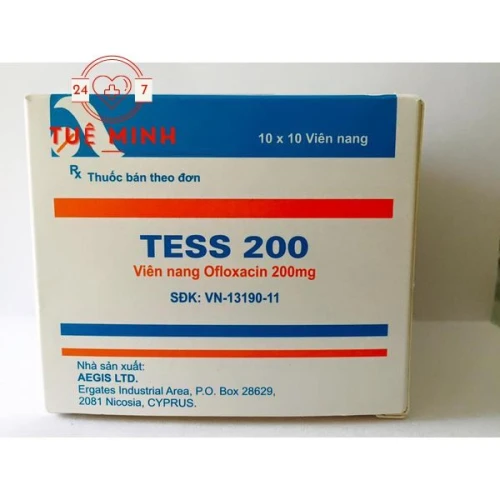 24 7
TUÊ MINH
10 x 10 Viên nang
Rx Thuốc bán theo đơn
TESS 200
Viên nang Ofloxacin 200mg
SĐK: VN-13190-11
Nhà sản xuất:
AEGIS LTD.
Ergates Industrial Area, P.O. Box 28629,
2081 Nicosia, CYPRUS.